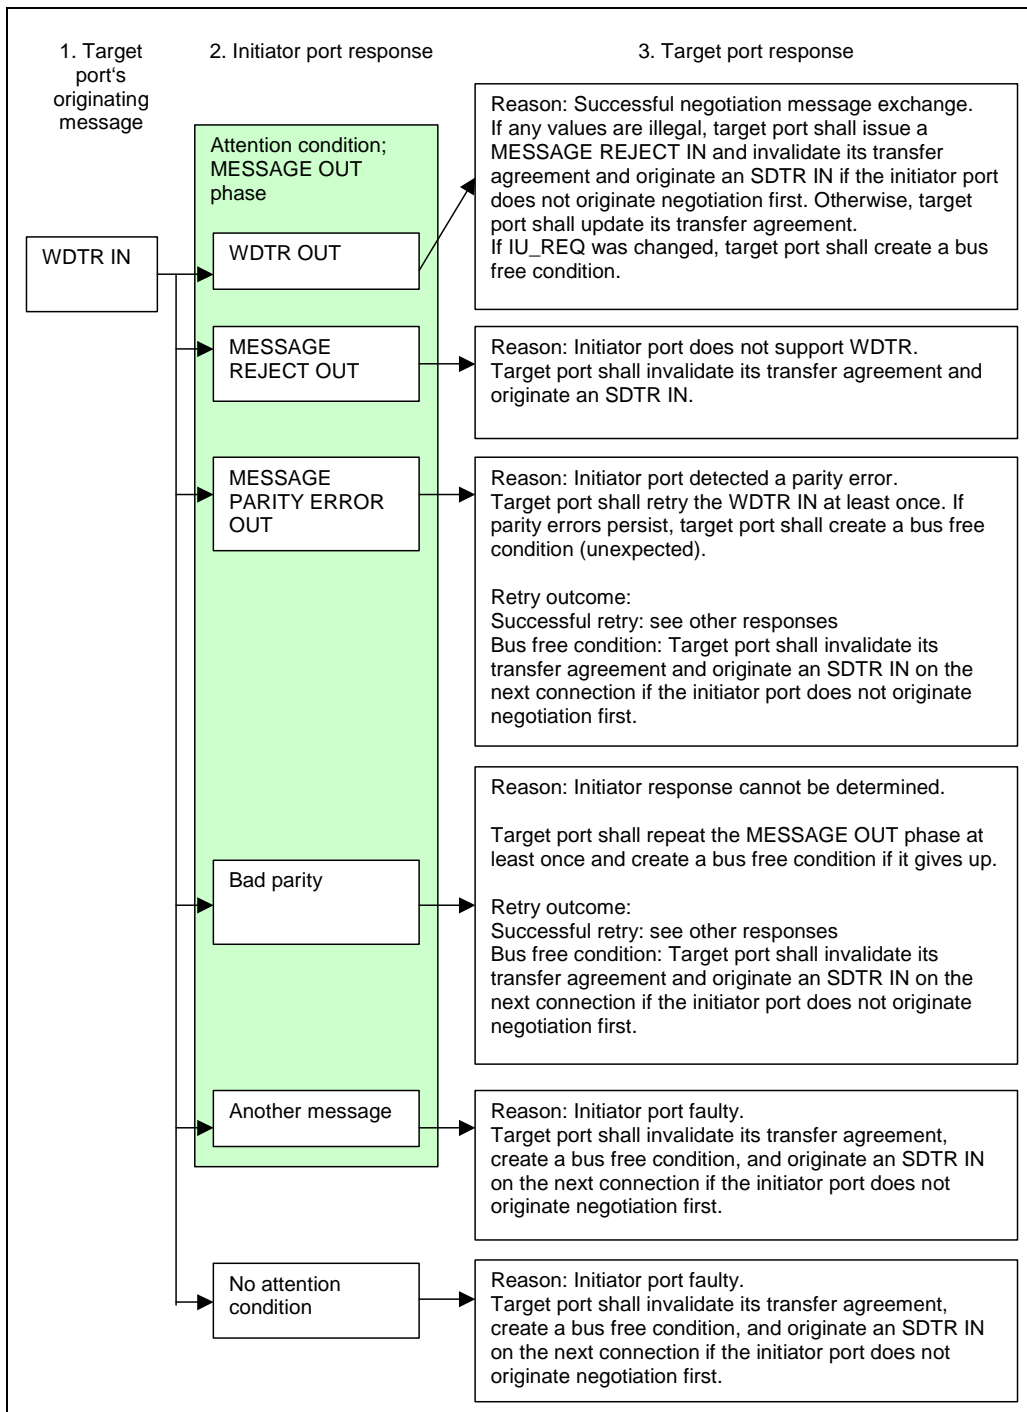 1. Target
port‘s
originating
message
2. Initiator port response
3. Target port response
WDTR IN
Attention condition;
MESSAGE OUT
phase
WDTR OUT
Reason: Successful negotiation message exchange.
If any values are illegal, target port shall issue a
MESSAGE REJECT IN and invalidate its transfer
agreement and originate an SDTR IN if the initiator port
does not originate negotiation first. Otherwise, target
port shall update its transfer agreement.
If IU_REQ was changed, target port shall create a bus
free condition.
MESSAGE
REJECT OUT
Reason: Initiator port does not support WDTR.
Target port shall invalidate its transfer agreement and
originate an SDTR IN.
MESSAGE
PARITY ERROR
OUT
Reason: Initiator port detected a parity error.
Target port shall retry the WDTR IN at least once. If
parity errors persist, target port shall create a bus free
condition (unexpected).
Retry outcome:
Successful retry: see other responses
Bus free condition: Target port shall invalidate its
transfer agreement and originate an SDTR IN on the
next connection if the initiator port does not originate
negotiation first.
Bad parity
Reason: Initiator response cannot be determined.
Target port shall repeat the MESSAGE OUT phase at
least once and create a bus free condition if it gives up.
Retry outcome:
Successful retry: see other responses
Bus free condition: Target port shall invalidate its
transfer agreement and originate an SDTR IN on the
next connection if the initiator port does not originate
negotiation first.
Another message
Reason: Initiator port faulty.
Target port shall invalidate its transfer agreement,
create a bus free condition, and originate an SDTR IN
on the next connection if the initiator port does not
originate negotiation first.
No attention
condition
Reason: Initiator port faulty.
Target port shall invalidate its transfer agreement,
create a bus free condition, and originate an SDTR IN
on the next connection if the initiator port does not
originate negotiation first.